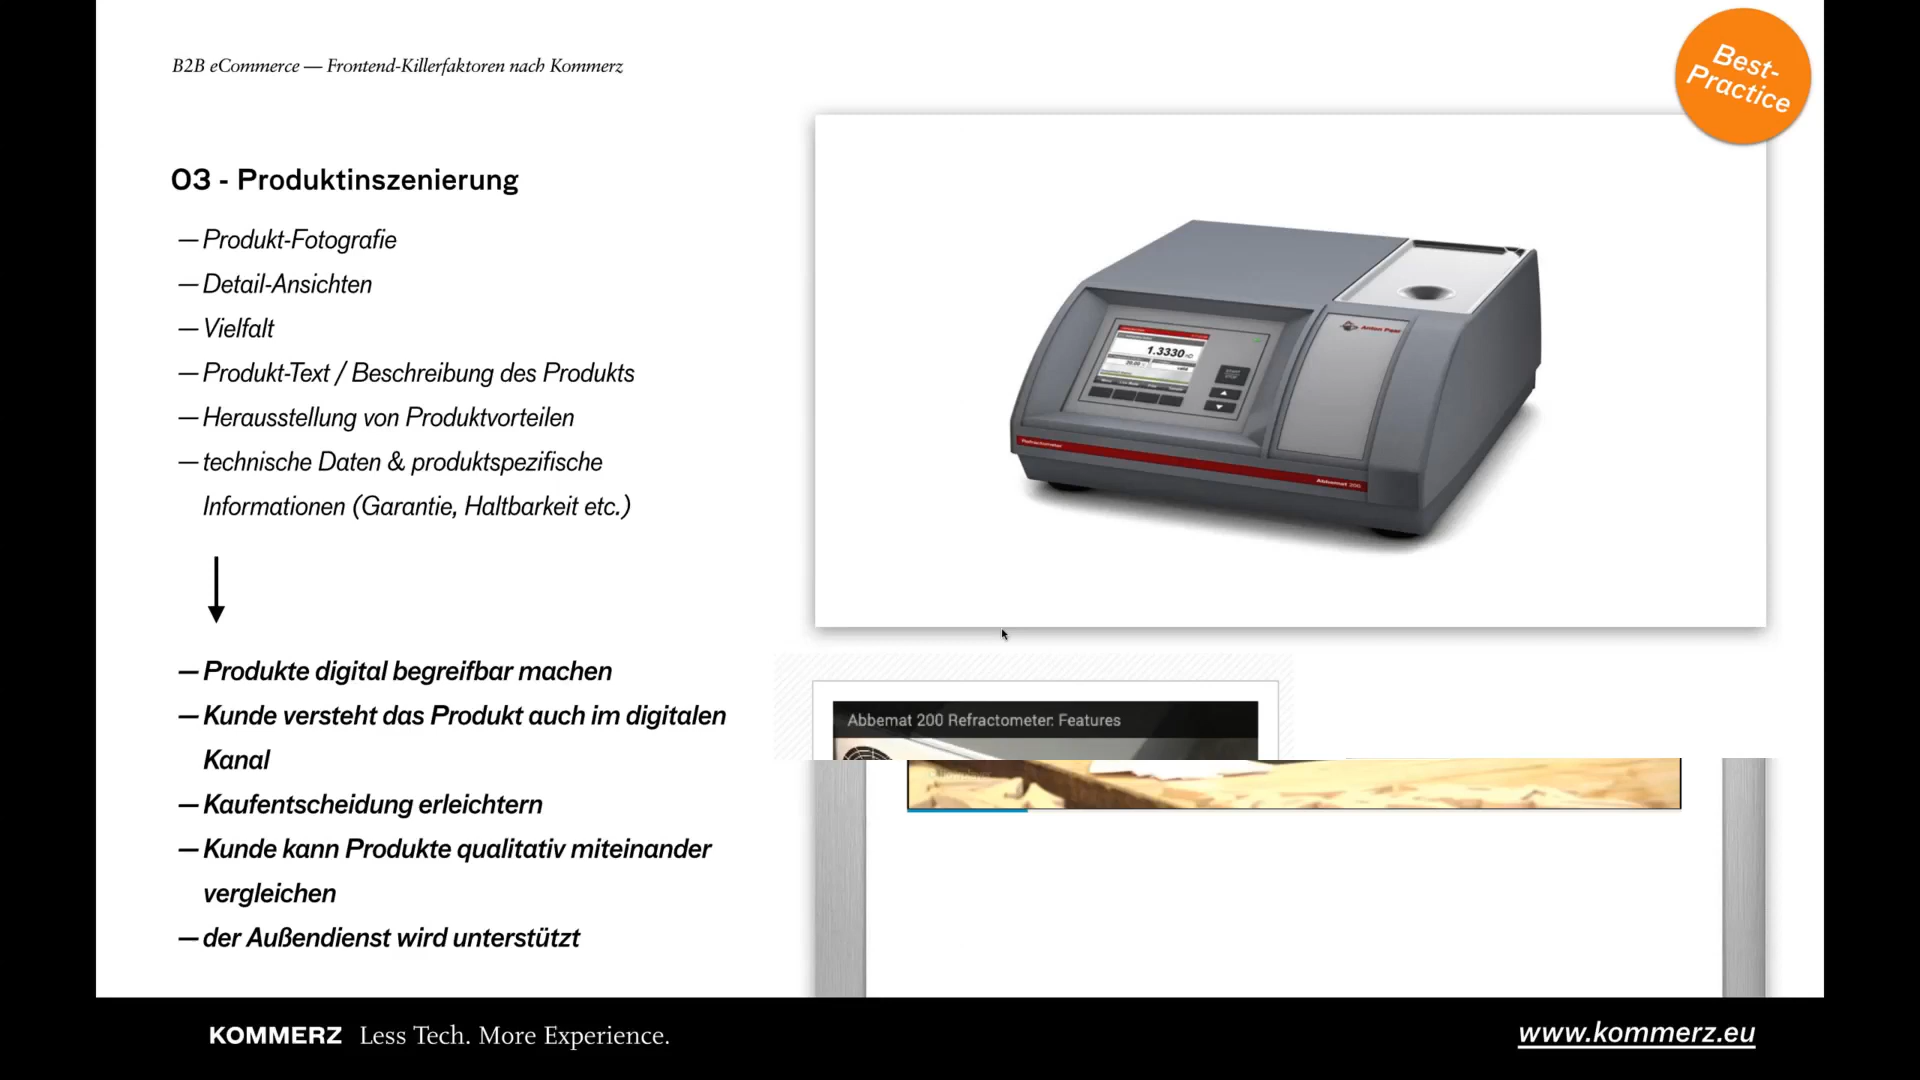 B2B eCommerce — Frontend-Killerfaktoren nach Kommerz
Best-
Practice
03 - Produktinszenierung
— Produkt-Fotografie
— Detail-Ansichten
— Vielfalt
— Produkt-Text / Beschreibung des Produkts
— Herausstellung von Produktvorteilen
— technische Daten & produktspezifische
Informationen (Garantie, Haltbarkeit etc.)
— Produkte digital begreifbar machen
— Kunde versteht das Produkt auch im digitalen
Kanal
— Kaufentscheidung erleichtern
— Kunde kann Produkte qualitativ miteinander
vergleichen
— der Außendienst wird unterstützt
1.3330
Anton Paar
Refractometer
Abbemat 200
Abbemat 200 Refractometer: Features
KOMMERZ Less Tech. More Experience.
www.kommerz.eu